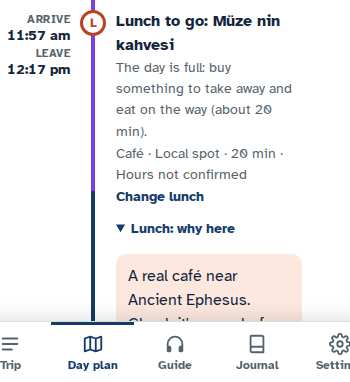 ARRIVE
11:57 am
LEAVE
12:17 pm
L
Lunch to go: Müze nin
kahvesi
The day is full: buy
something to take away and
eat on the way (about 20
min).
Café · Local spot · 20 min ·
Hours not confirmed
Change lunch
▼ Lunch: why here
A real café near
Ancient Ephesus.
Trip
Day plan
Guide
Journal
Settin